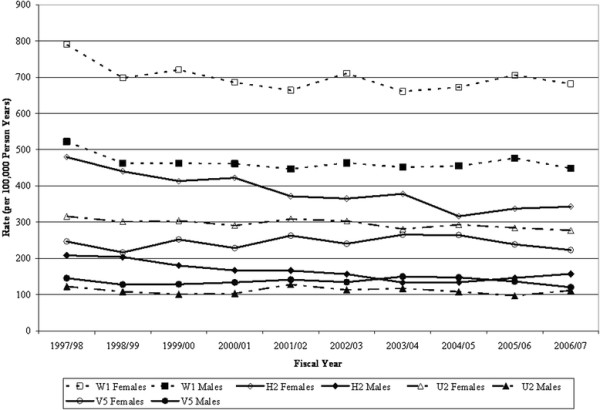 900
800
700
600
500
400
300
200
100
0
Rate (per 100,000 Person Years)
1997/98 1998/99 1999/00 2000/01 2001/02 2002/03 2003/04 2004/05 2005/06 2006/07
Fiscal Year
W1 Females W1 Males H2 Females H2 Males U2 Females U2 Males
V5 Females V5 Males